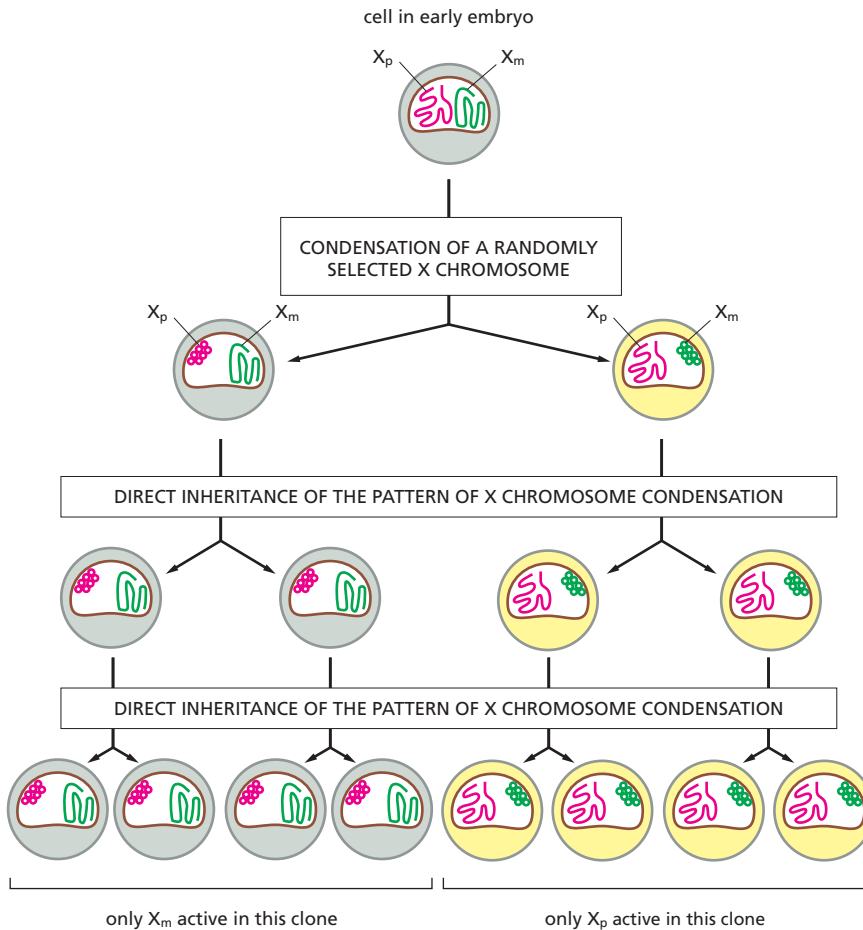 cell in early embryo
Xp Xm
CONDENSATION OF A RANDOMLY
SELECTED X CHROMOSOME
Xp Xm Xp Xm
DIRECT INHERITANCE OF THE PATTERN OF X CHROMOSOME CONDENSATION
DIRECT INHERITANCE OF THE PATTERN OF X CHROMOSOME CONDENSATION
only Xm active in this clone only Xp active in this clone